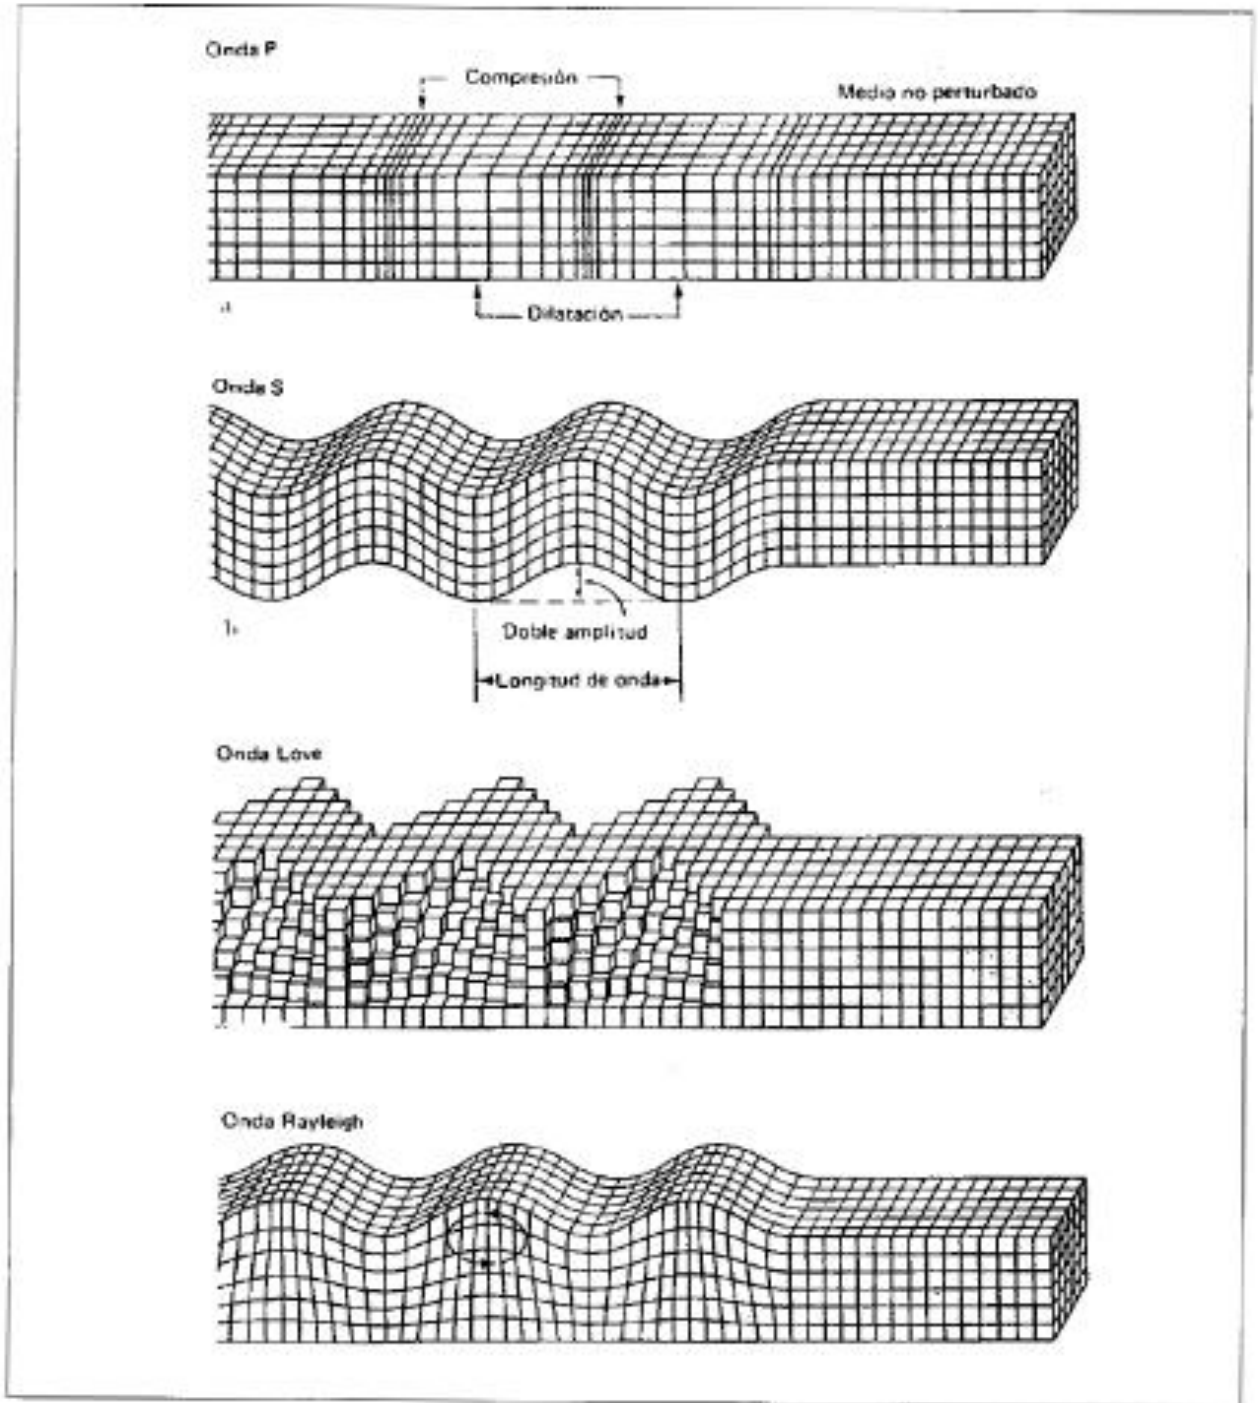 Onda P
Compresión
Medio no perturbado
Dilatación
a
Onda S
Doble amplitud
Longitud de onda
Onda Love
Onda Rayleigh